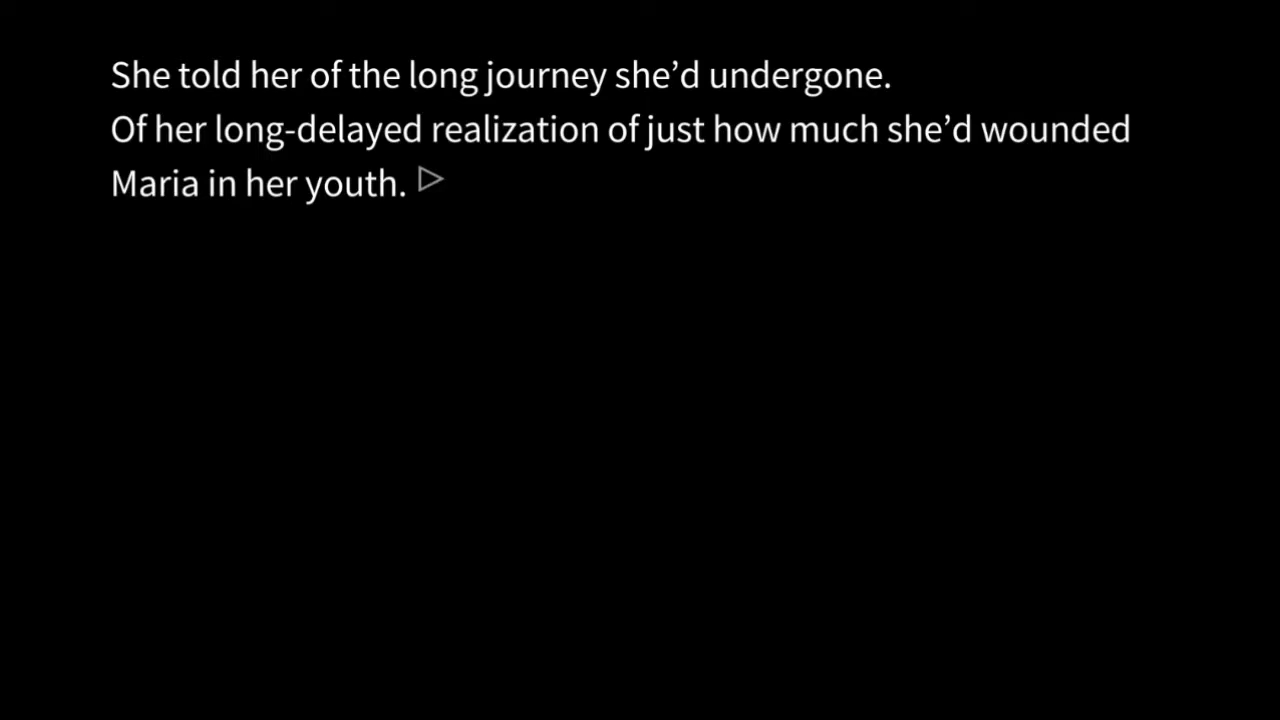 She told her of the long journey she’d undergone.
Of her long-delayed realization of just how much she’d wounded
Maria in her youth.